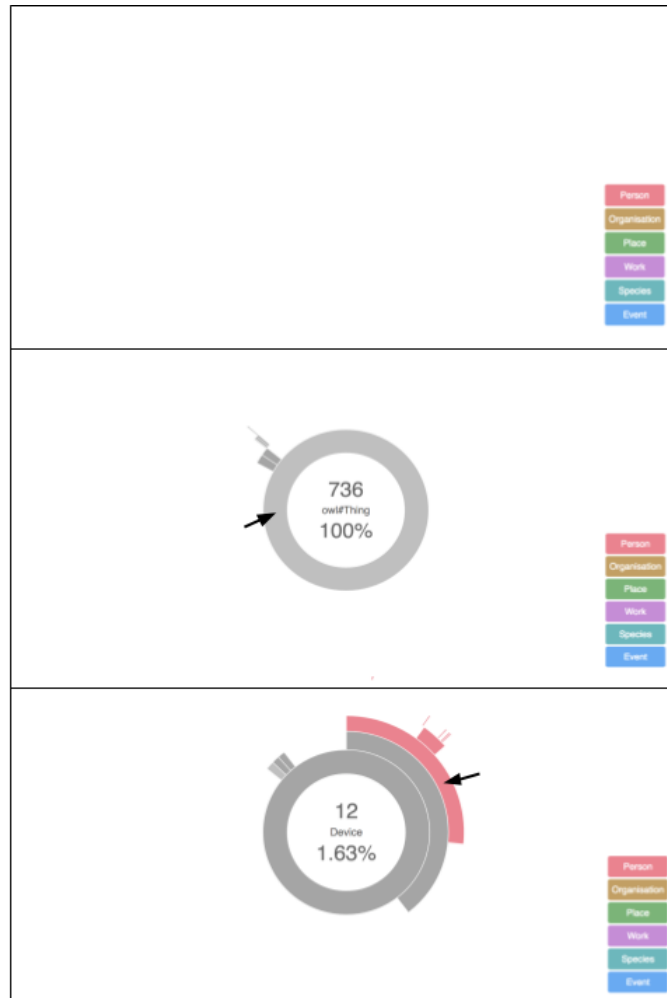 Person
Organisation
Place
Work
Species
Event
736
owl#Thing
100%
Person
Organisation
Place
Work
Species
Event
12
Device
1.63%
Person
Organisation
Place
Work
Species
Event